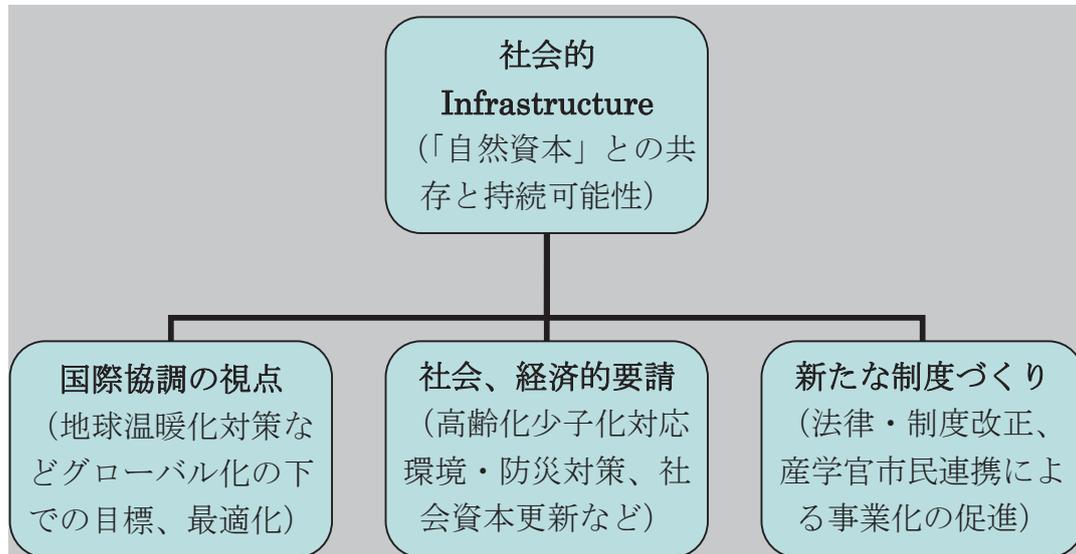 社会的
Infrastructure
(「自然資本」との共
存と持続可能性)
国際協調の視点
(地球温暖化対策な
どグローバル化の下
での目標、最適化)
社会、経済的要請
(高齢化少子化対応
環境・防災対策、社
会資本更新など)
新たな制度づくり
(法律・制度改正、
産学官市民連携によ
る事業化の促進)